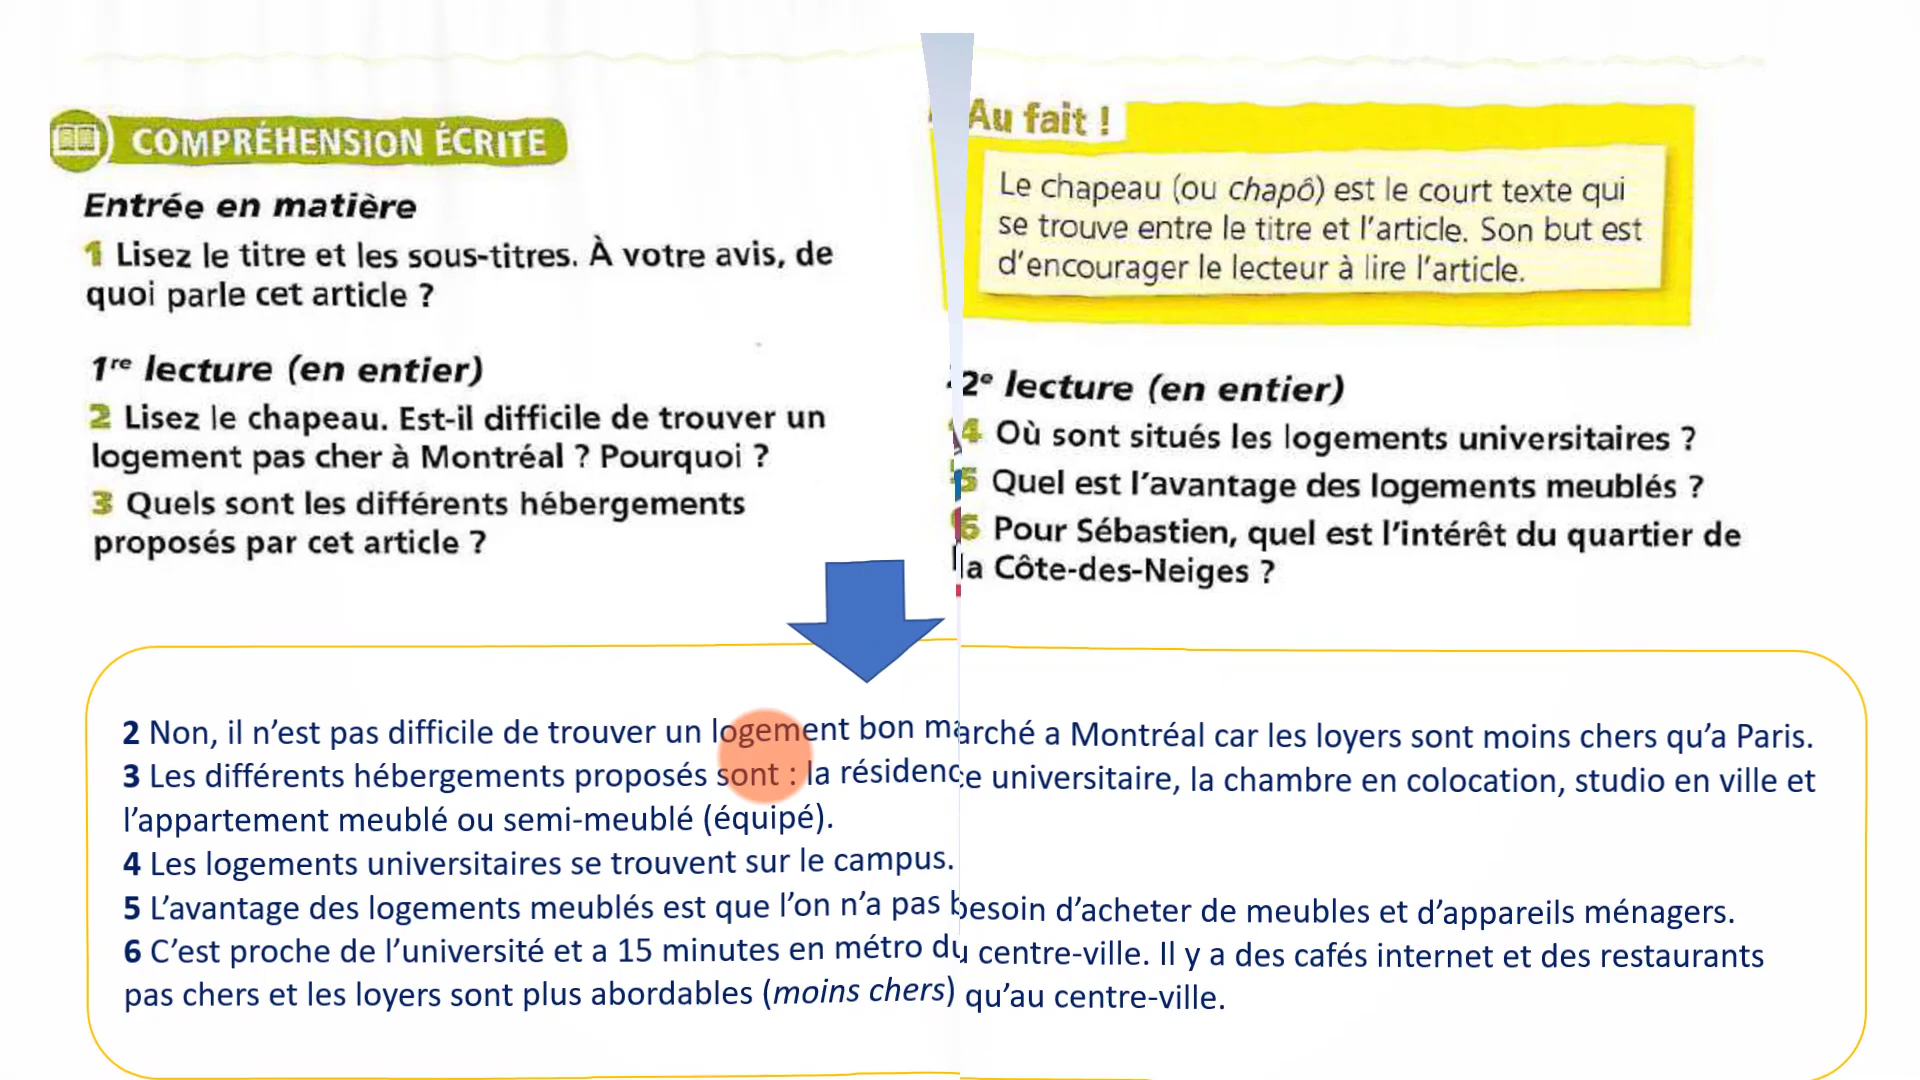 COMPRÉHENSION ÉCRITE
Entrée en matière
1 Lisez le titre et les sous-titres. À votre avis, de
quoi parle cet article ?
1re lecture (en entier)
2 Lisez le chapeau. Est-il difficile de trouver un
logement pas cher à Montréal ? Pourquoi ?
3 Quels sont les différents hébergements
proposés par cet article ?
Au fait !
Le chapeau (ou chapô) est le court texte qui
se trouve entre le titre et l'article. Son but est
d'encourager le lecteur à lire l'article.
2e lecture (en entier)
4 Où sont situés les logements universitaires ?
5 Quel est l'avantage des logements meublés ?
6 Pour Sébastien, quel est l'intérêt du quartier de
la Côte-des-Neiges ?
2 Non, il n'est pas difficile de trouver un logement bon marché a Montréal car les loyers sont moins chers qu'a Paris.
3 Les différents hébergements proposés sont : la résidence universitaire, la chambre en colocation, studio en ville et
l'appartement meublé ou semi-meublé (équipé).
4 Les logements universitaires se trouvent sur le campus.
5 L'avantage des logements meublés est que l'on n'a pas besoin d'acheter de meubles et d'appareils ménagers.
6 C'est proche de l'université et a 15 minutes en métro du centre-ville. Il y a des cafés internet et des restaurants
pas chers et les loyers sont plus abordables (moins chers) qu'au centre-ville.